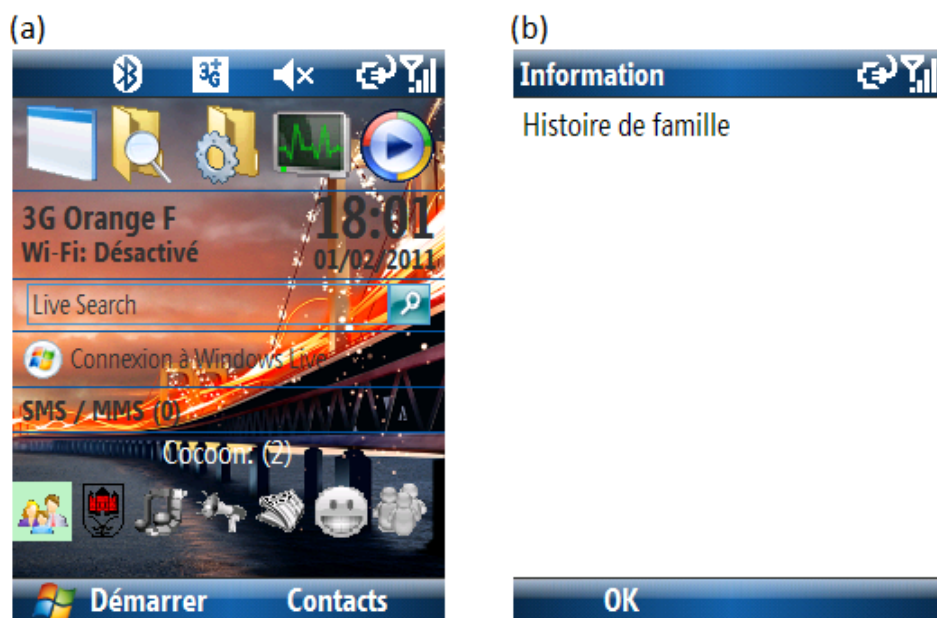 (a)
3G
3G Orange F
18:01
Wi-Fi: Désactivé
01/02/2011
Live Search
Connexion à Windows Live
SMS / MMS (0)
Cocoon: (2)
Démarrer
Contacts
(b)
Information
Histoire de famille
OK